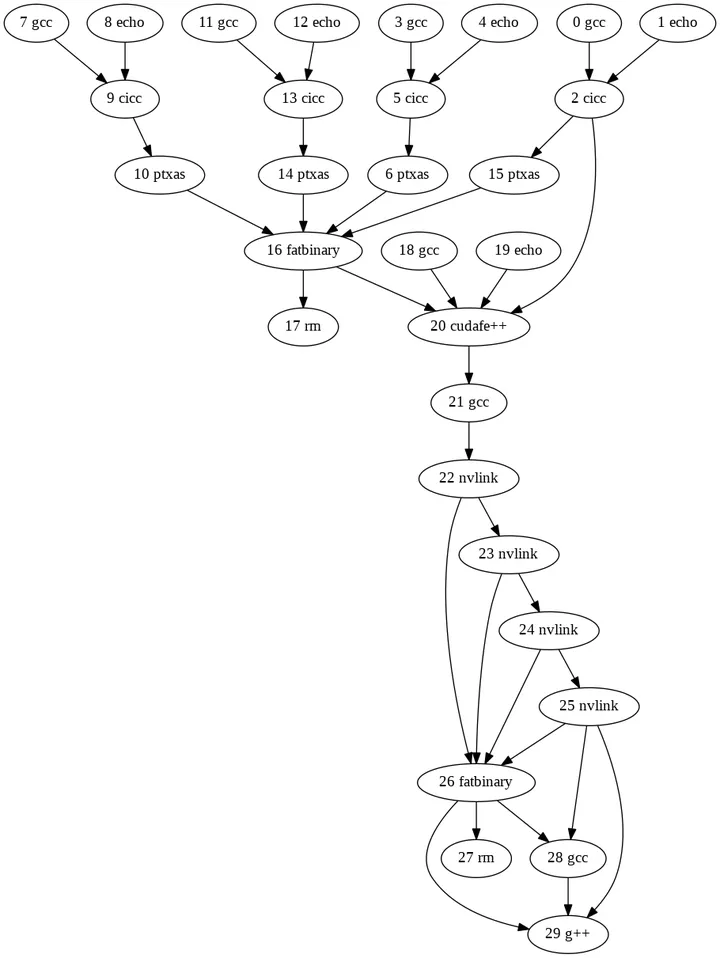 7 gcc
8 echo
11 gcc
12 echo
3 gcc
4 echo
0 gcc
1 echo
9 cicc
13 cicc
5 cicc
2 cicc
10 ptxas
14 ptxas
6 ptxas
15 ptxas
16 fatbinary
18 gcc
19 echo
17 rm
20 cudafe++
21 gcc
22 nvlink
23 nvlink
24 nvlink
25 nvlink
26 fatbinary
27 rm
28 gcc
29 g++